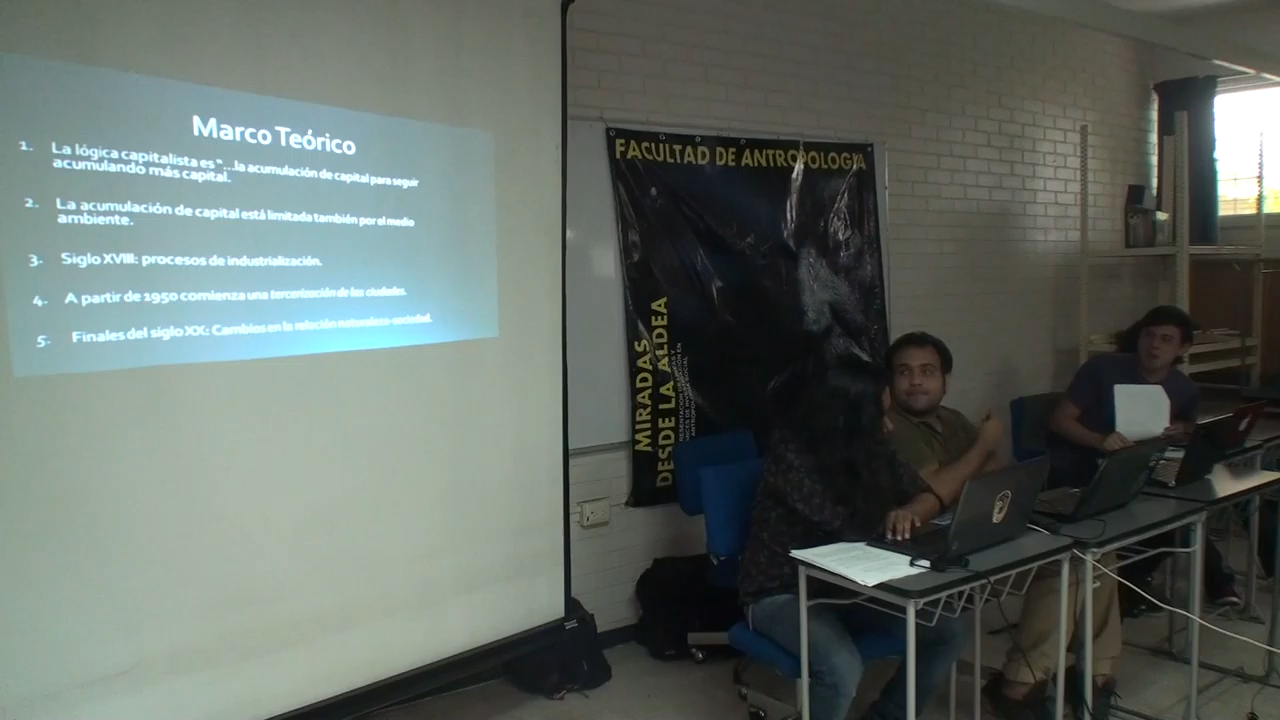 Marco Teórico
1. La lógica capitalista es "...la acumulación de capital para seguir
acumulando más capital.
2. La acumulación de capital está limitada también por el medio
ambiente.
3. Siglo XVIII: procesos de industrialización.
4. A partir de 1950 comienza una tercerización de las ciudades.
5. Finales del siglo XX: Cambios en la relación naturaleza-sociedad.
FACULTAD DE ANTROPOLOGIA
MIRADAS
DESDE LA ALDEA